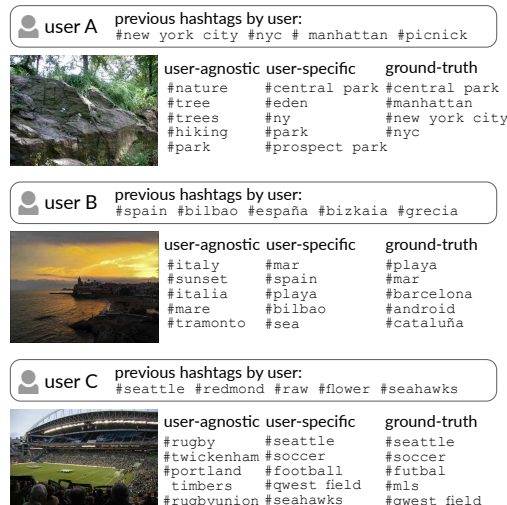 user A previous hashtags by user:
#new york city #nyc # manhattan #picnick
user-agnostic user-specific ground-truth
#nature #central park #central park
#tree #eden #manhattan
#trees #ny #new york city
#hiking #park #nyc
#park #prospect park
user B previous hashtags by user:
#spain #bilbao #españa #bizkaia #grecia
user-agnostic user-specific ground-truth
#italy #mar #playa
#sunset #spain #mar
#italia #playa #barcelona
#mare #bilbao #android
#tramonto #sea #cataluña
user C previous hashtags by user:
#seattle #redmond #raw #flower #seahawks
user-agnostic user-specific ground-truth
#rugby #seattle #seattle
#twickenham #soccer #soccer
#portland #football #futbal
timbers #qwest field #mls
#rugbyunion #seahawks #qwest field